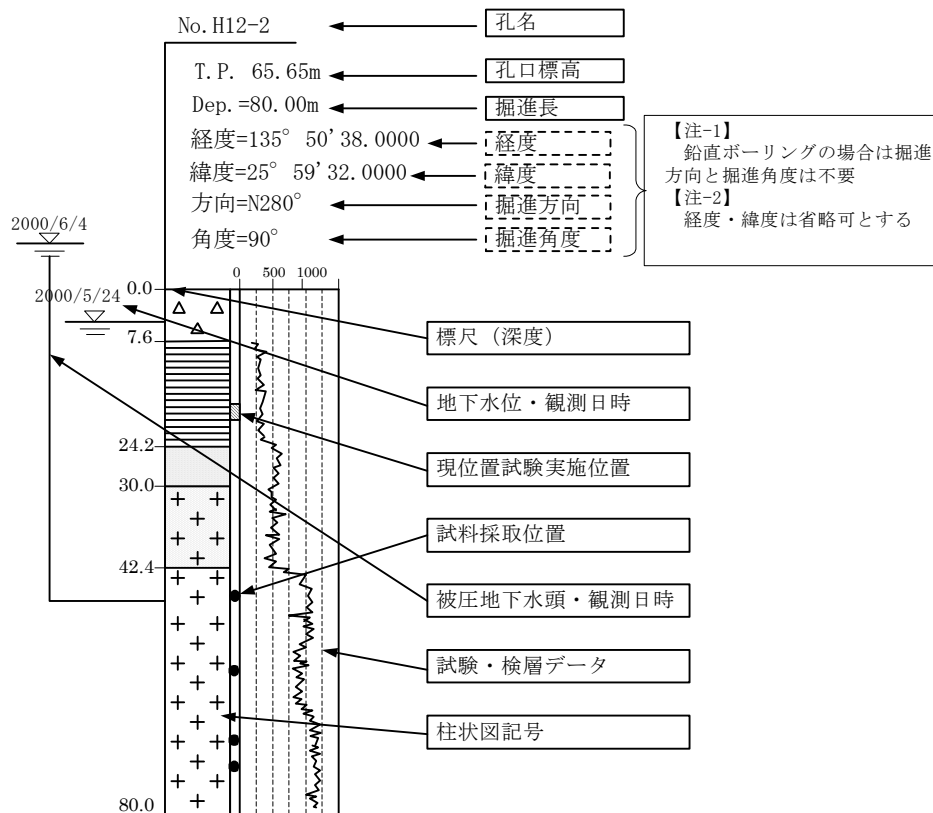 No.H12-2
孔名
T.P. 65.65m
孔口標高
Dep.=80.00m
掘進長
経度=135° 50'38.0000
経度
緯度=25° 59'32.0000
緯度
方向=N280°
掘進方向
角度=90°
掘進角度
【注-1】
鉛直ボーリングの場合は掘進
方向と掘進角度は不要
【注-2】
経度・緯度は省略可とする
2000/6/4
0 500 1000
0.0
2000/5/24
7.6
標尺（深度）
地下水位・観測日時
24.2
現位置試験実施位置
30.0
試料採取位置
42.4
被圧地下水頭・観測日時
試験・検層データ
柱状図記号
80.0